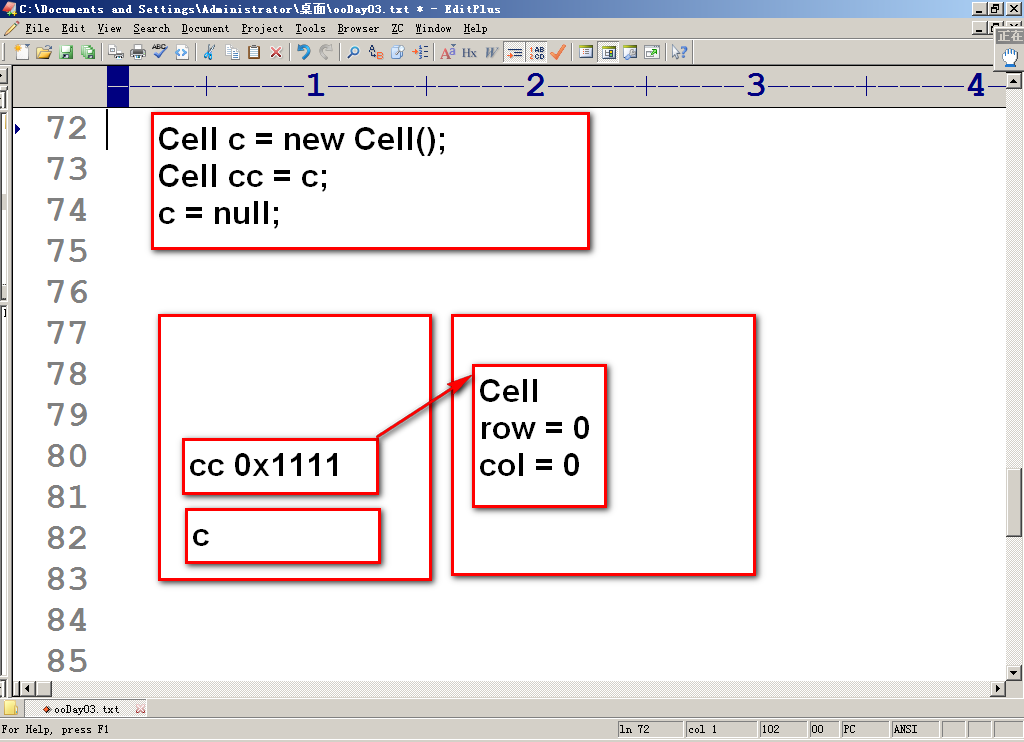 C:\Documents and Settings\Administrator\桌面\ooDay03.txt * - EditPlus
File Edit View Search Document Project Tools Browser ZC Window Help
正在
1 2 3 4
72
73
74
75
76
77
78
79
80
81
82
83
84
85
Cell c = new Cell();
Cell cc = c;
c = null;
cc 0x1111
c
Cell
row = 0
col = 0
ooDay03.txt
For Help, press F1 ln 72 col 1 102 00 PC ANSI